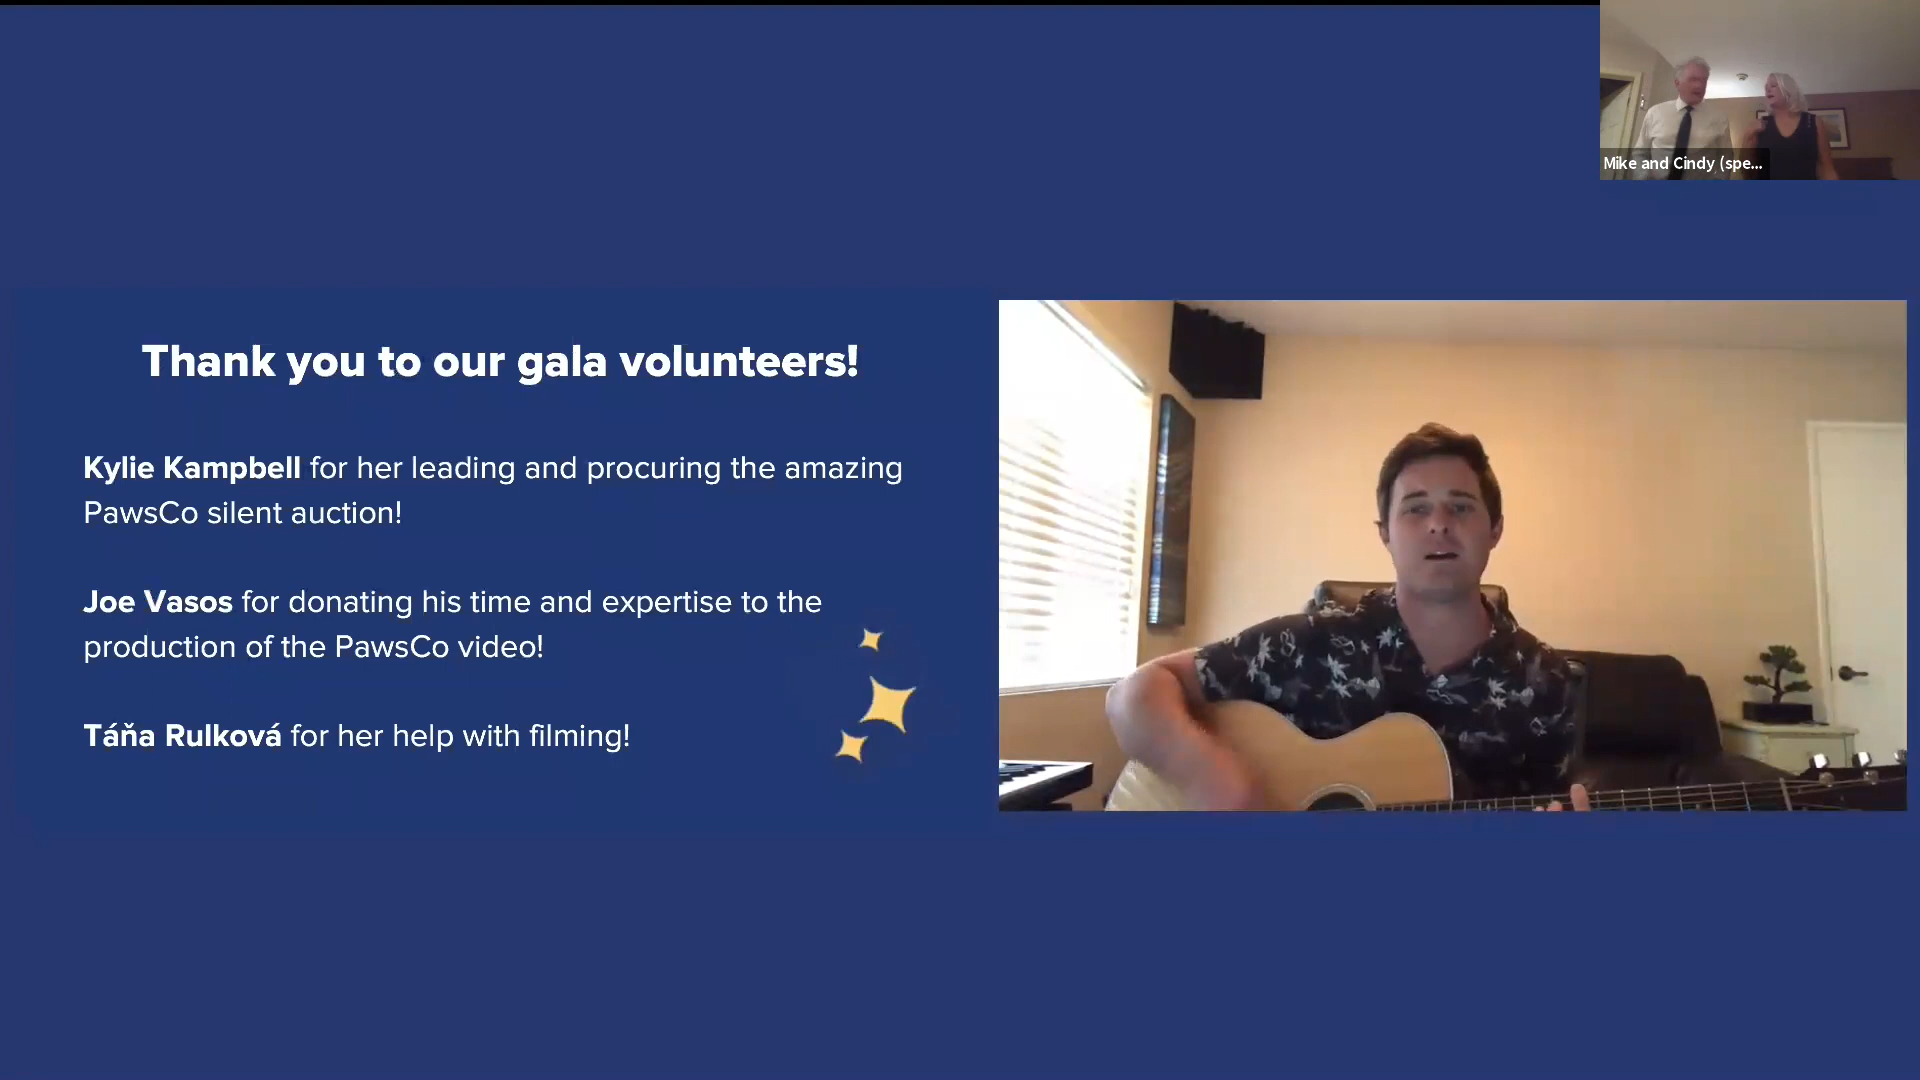 Mike and Cindy (spe...
Thank you to our gala volunteers!
Kylie Kampbell for her leading and procuring the amazing
PawsCo silent auction!
Joe Vasos for donating his time and expertise to the
production of the PawsCo video!
Táňa Rulková for her help with filming!